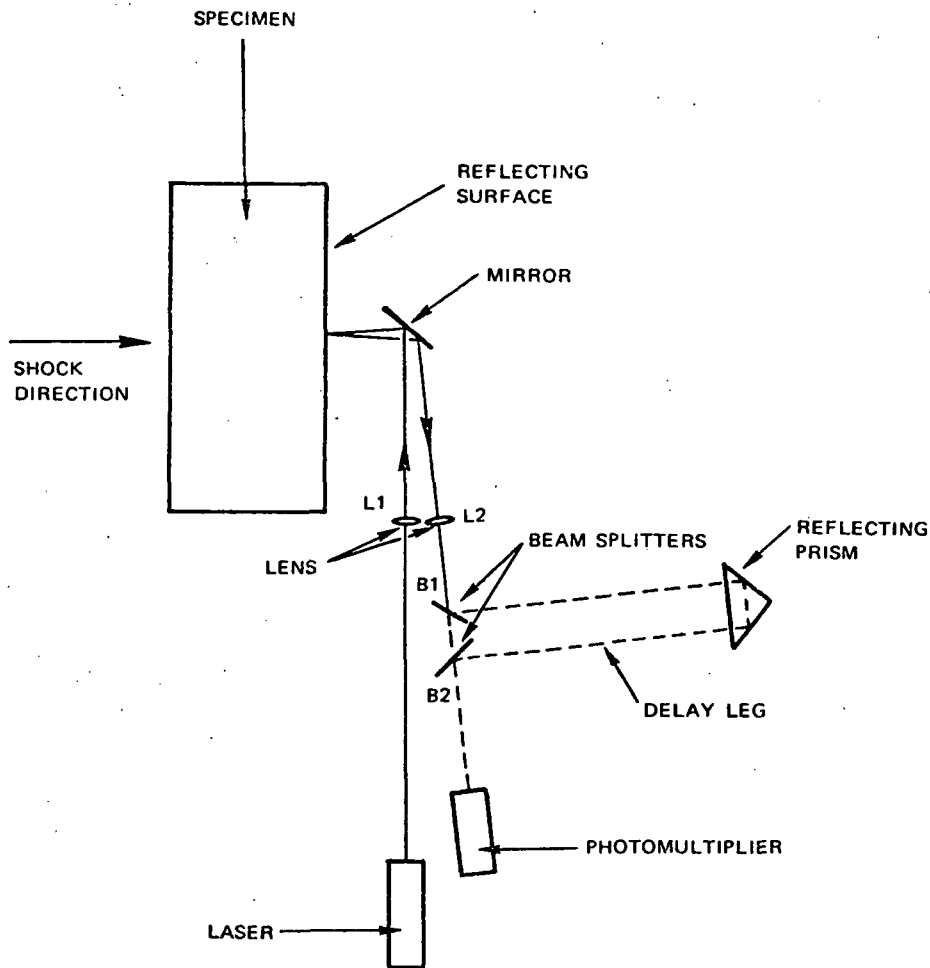 SPECIMEN
REFLECTING
SURFACE
MIRROR
SHOCK
DIRECTION
L1
L2
LENS
BEAM SPLITTERS
REFLECTING
PRISM
B1
B2
DELAY LEG
PHOTOMULTIPLIER
LASER